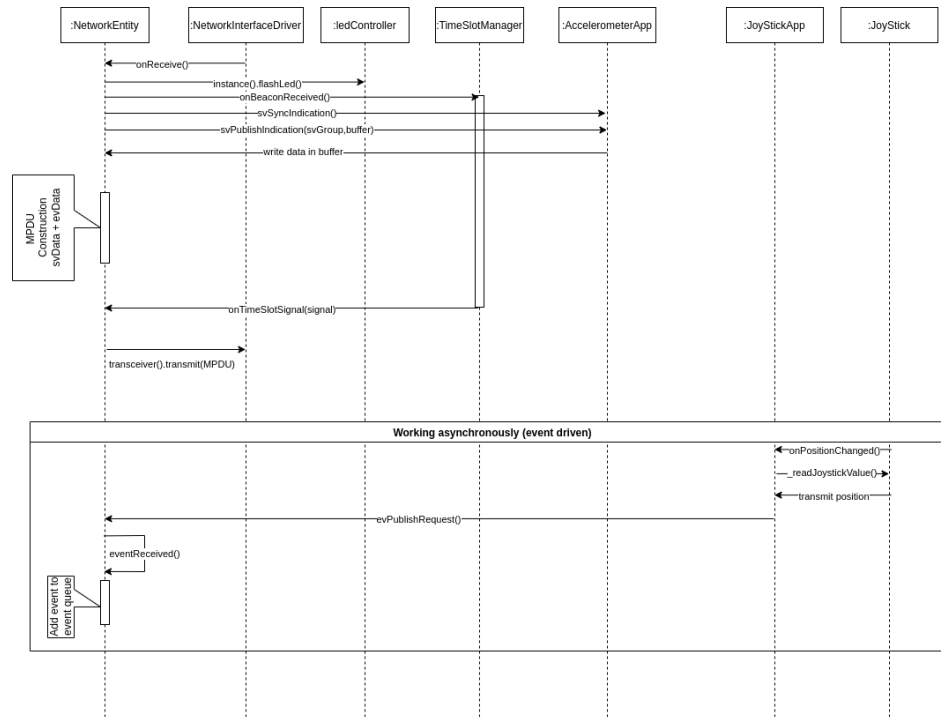 :NetworkEntity
:NetworkInterfaceDriver
:ledController
:TimeSlotManager
:AccelerometerApp
:JoyStickApp
:JoyStick
onReceive()
instance().flashLed()
onBeaconReceived()
svSyncIndication()
svPublishIndication(svGroup,buffer)
write data in buffer
MPDU
Construction
svData + evData
onTimeSlotSignal(signal)
transceiver().transmit(MPDU)
Working asynchronously (event driven)
onPositionChanged()
_readJoystickValue()
transmit position
evPublishRequest()
eventReceived()
Add event to
event queue